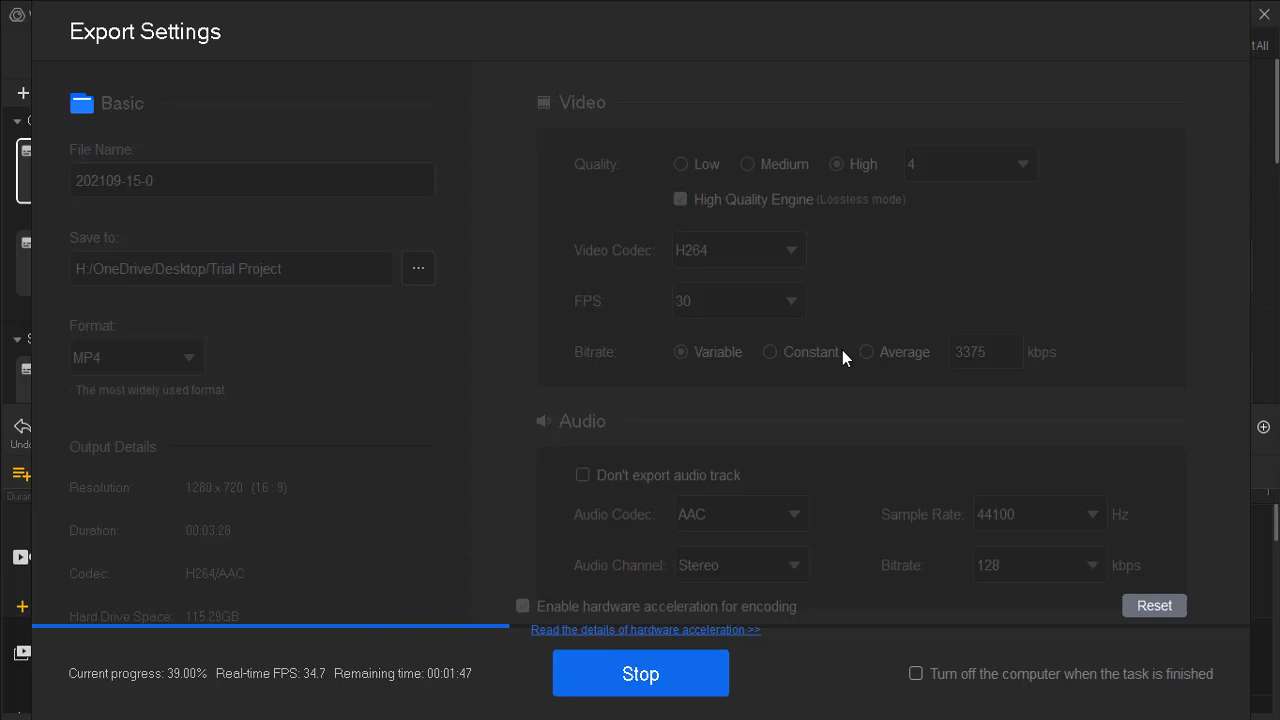 Export Settings
t All
Basic
File Name:
202109-15-0
Save to:
H:/OneDrive/Desktop/Trial Project
...
Format:
MP4
· The most widely used format.
Output Details
Resolution: 1280 x 720 (16 : 9)
Duration: 00:03:28
Codec: H264/AAC
Hard Drive Space: 115.29GB
Video
Quality: Low Medium High 4
High Quality Engine (Lossless mode)
Video Codec: H264
FPS: 30
Bitrate: Variable Constant Average 3375 kbps
Audio
Don't export audio track
Audio Codec: AAC Sample Rate: 44100 Hz
Audio Channel: Stereo Bitrate: 128 kbps
Enable hardware acceleration for encoding Reset
Read the details of hardware acceleration >>
Current progress: 39.00% Real-time FPS: 34.7 Remaining time: 00:01:47
Stop
Turn off the computer when the task is finished